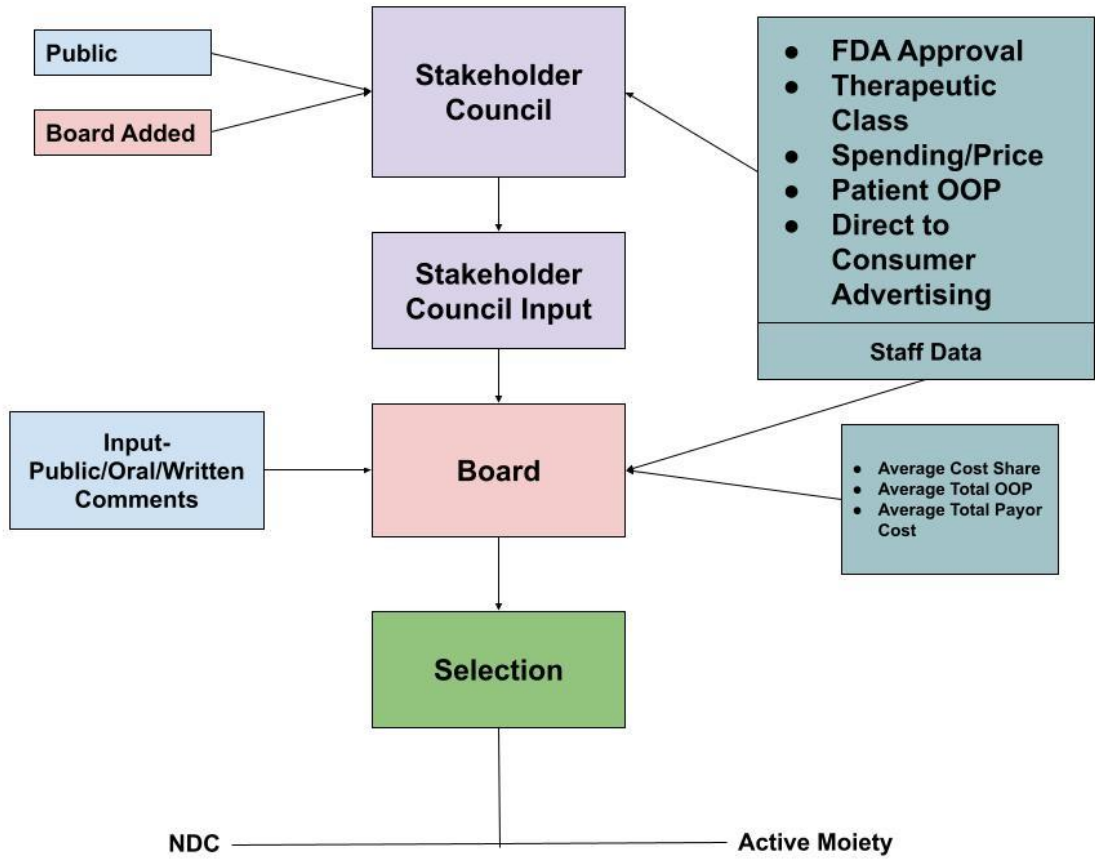 Public
Board Added
Stakeholder
Council
● FDA Approval
● Therapeutic
Class
● Spending/Price
● Patient OOP
● Direct to
Consumer
Advertising
Staff Data
Stakeholder
Council Input
Input-
Public/Oral/Written
Comments
Board
● Average Cost Share
● Average Total OOP
● Average Total Payor
Cost
Selection
NDC
Active Moiety